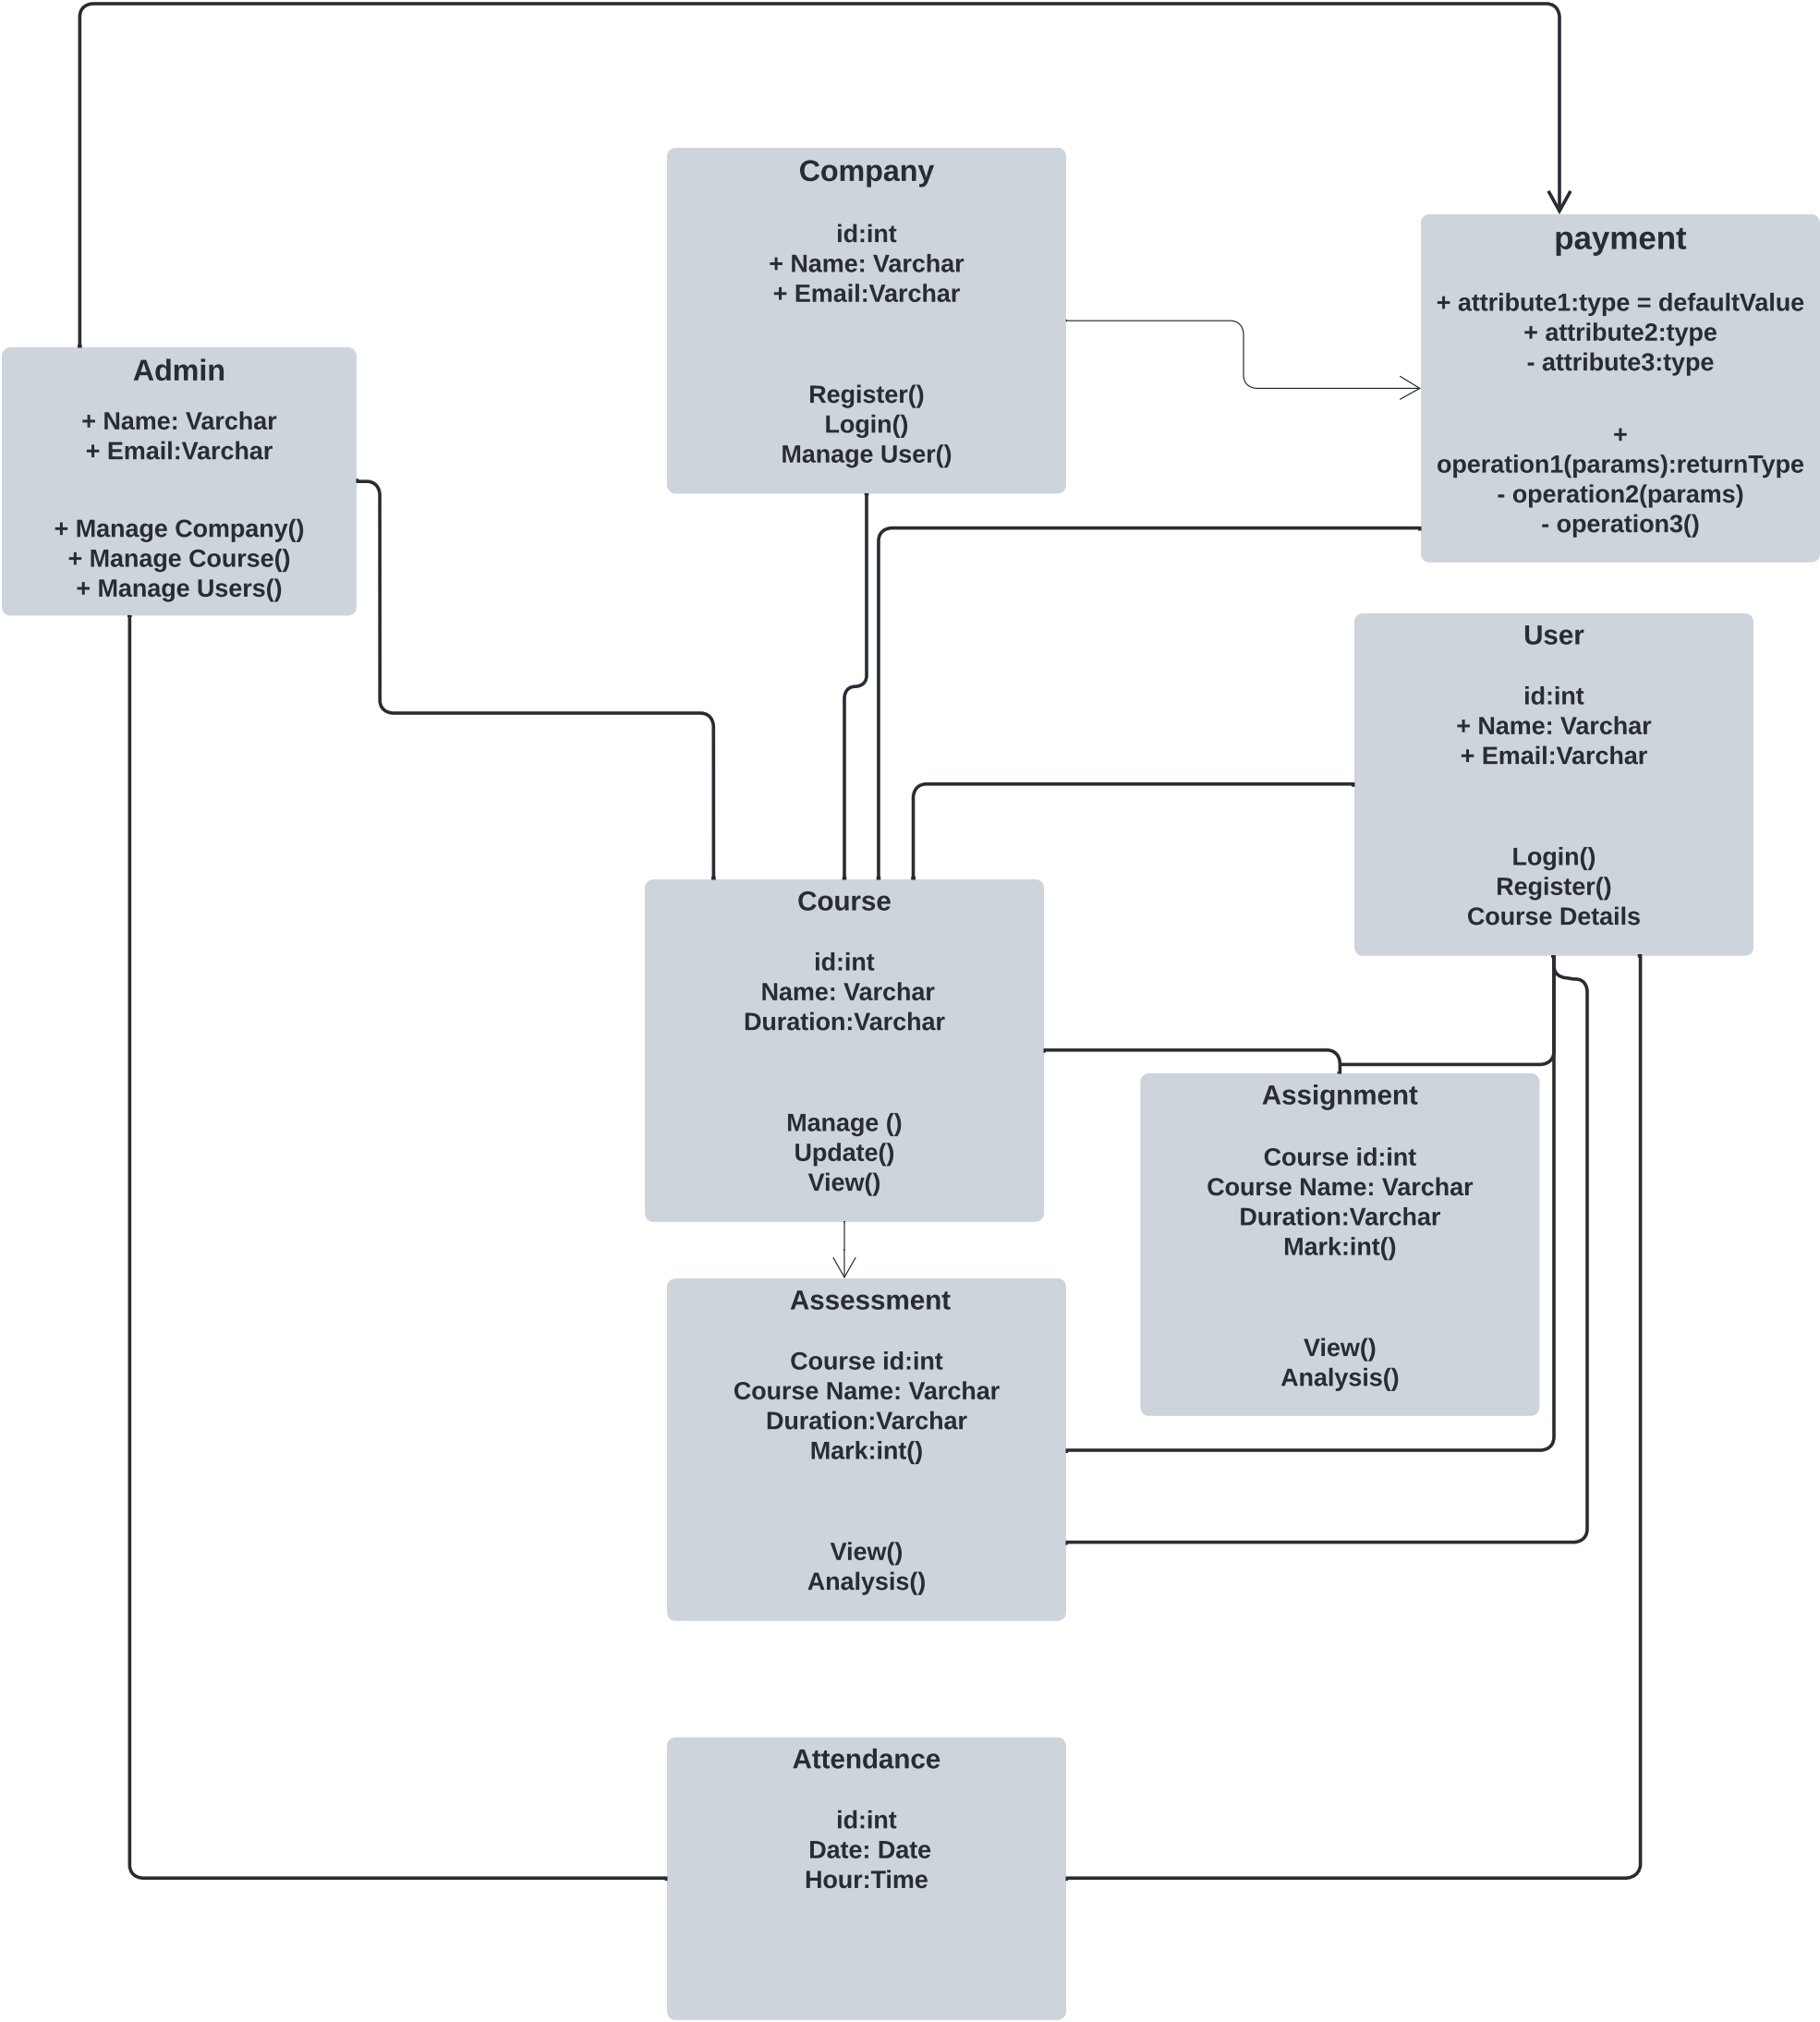 Company
id:int
+ Name: Varchar
+ Email:Varchar
Register()
Login()
Manage User()
payment
+ attribute1:type = defaultValue
+ attribute2:type
- attribute3:type
+
operation1(params):returnType
- operation2(params)
- operation3()
Admin
+ Name: Varchar
+ Email:Varchar
+ Manage Company()
+ Manage Course()
+ Manage Users()
User
id:int
+ Name: Varchar
+ Email:Varchar
Login()
Register()
Course Details
Course
id:int
Name: Varchar
Duration:Varchar
Manage ()
Update()
View()
Assignment
Course id:int
Course Name: Varchar
Duration:Varchar
Mark:int()
View()
Analysis()
Assessment
Course id:int
Course Name: Varchar
Duration:Varchar
Mark:int()
View()
Analysis()
Attendance
id:int
Date: Date
Hour:Time